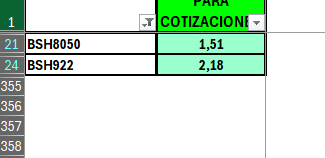 PARA
1 COTIZACIONE
21 BSH8050 1,51
24 BSH922 2,18
355
356
357
358